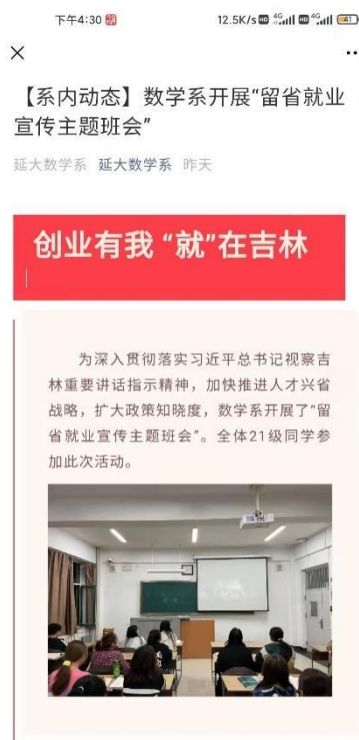 下午4:30
12.5K/s HD 4G HD 4G 41
【系内动态】数学系开展“留省就业
宣传主题班会”
延大数学系 延大数学系 昨天
创业有我 “就”在吉林
为深入贯彻落实习近平总书记视察吉
林重要讲话指示精神，加快推进人才兴省
战略，扩大政策知晓度，数学系开展了“留
省就业宣传主题班会”。全体21级同学参
加此次活动。